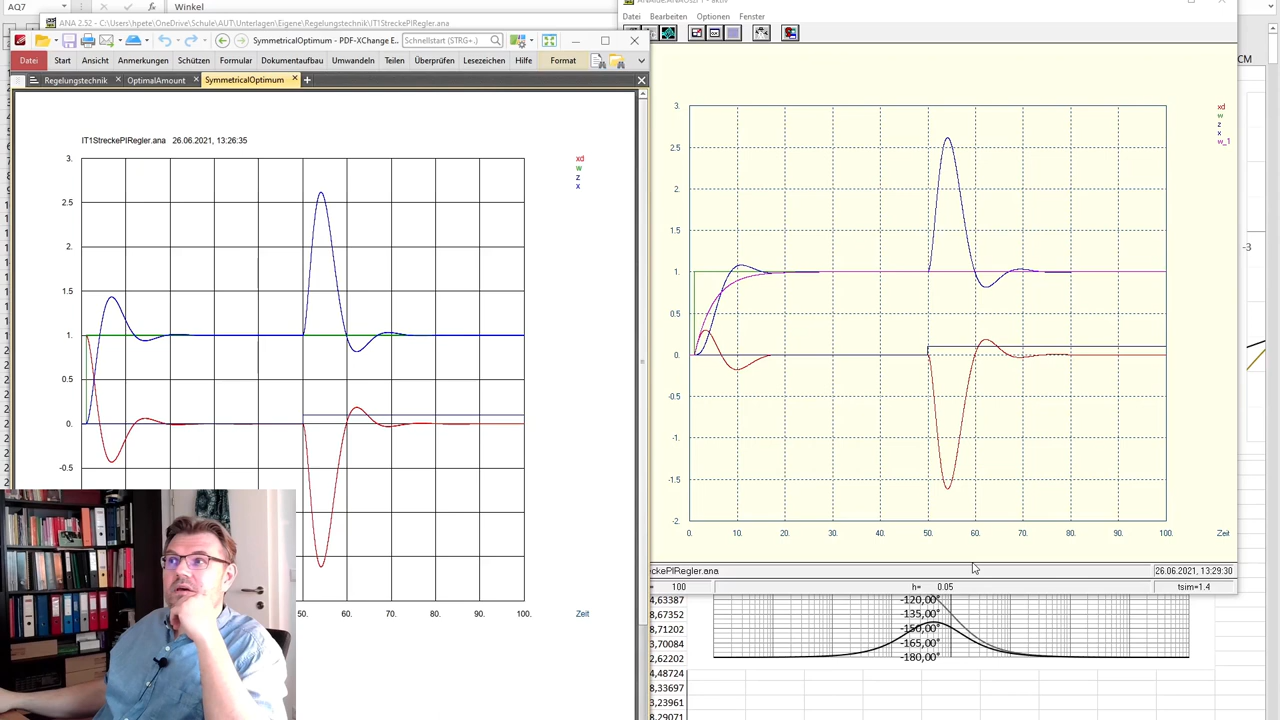 AQ7
Winkel
ANA 2.52 - C:\Users\hpete\OneDrive\Schule\AUT\Unterlagen\Eigene\Regelungstechnik\IT1StreckePIRegler.ana
SymmetricalOptimum - PDF-XChange E..
Schnellstart (STRG+.)
Datei Start Ansicht Anmerkungen Schützen Formular Dokumentaufbau Umwandeln Teilen Überprüfen Lesezeichen Hilfe Format
Regelungstechnik × OptimalAmount × SymmetricalOptimum × +
IT1StreckePIRegler.ana 26.06.2021, 13:26:35
3.
2.5
2.
1.5
1.
0.5
0.
-0.5
50. 60. 70. 80. 90. 100. Zeit
xd
w
z
x
Datei Bearbeiten Optionen Fenster
3.
2.5
2.
1.5
1.
0.5
0.
-0.5
-1.
-1.5
-2.
0. 10. 20. 30. 40. 50. 60. 70. 80. 90. 100. Zeit
xd
w
z
x
w_1
eckePIRegler.ana
26.06.2021, 13:29:30
= 100
h= 0.05
tsim=1.4
CM
-3
4,63387
8,67352
8,71202
3,70084
2,62202
4,48724
8,33697
3,23961
8,29071
-120,00°
-135,00°
-150,00°
-165,00°
-180,00°